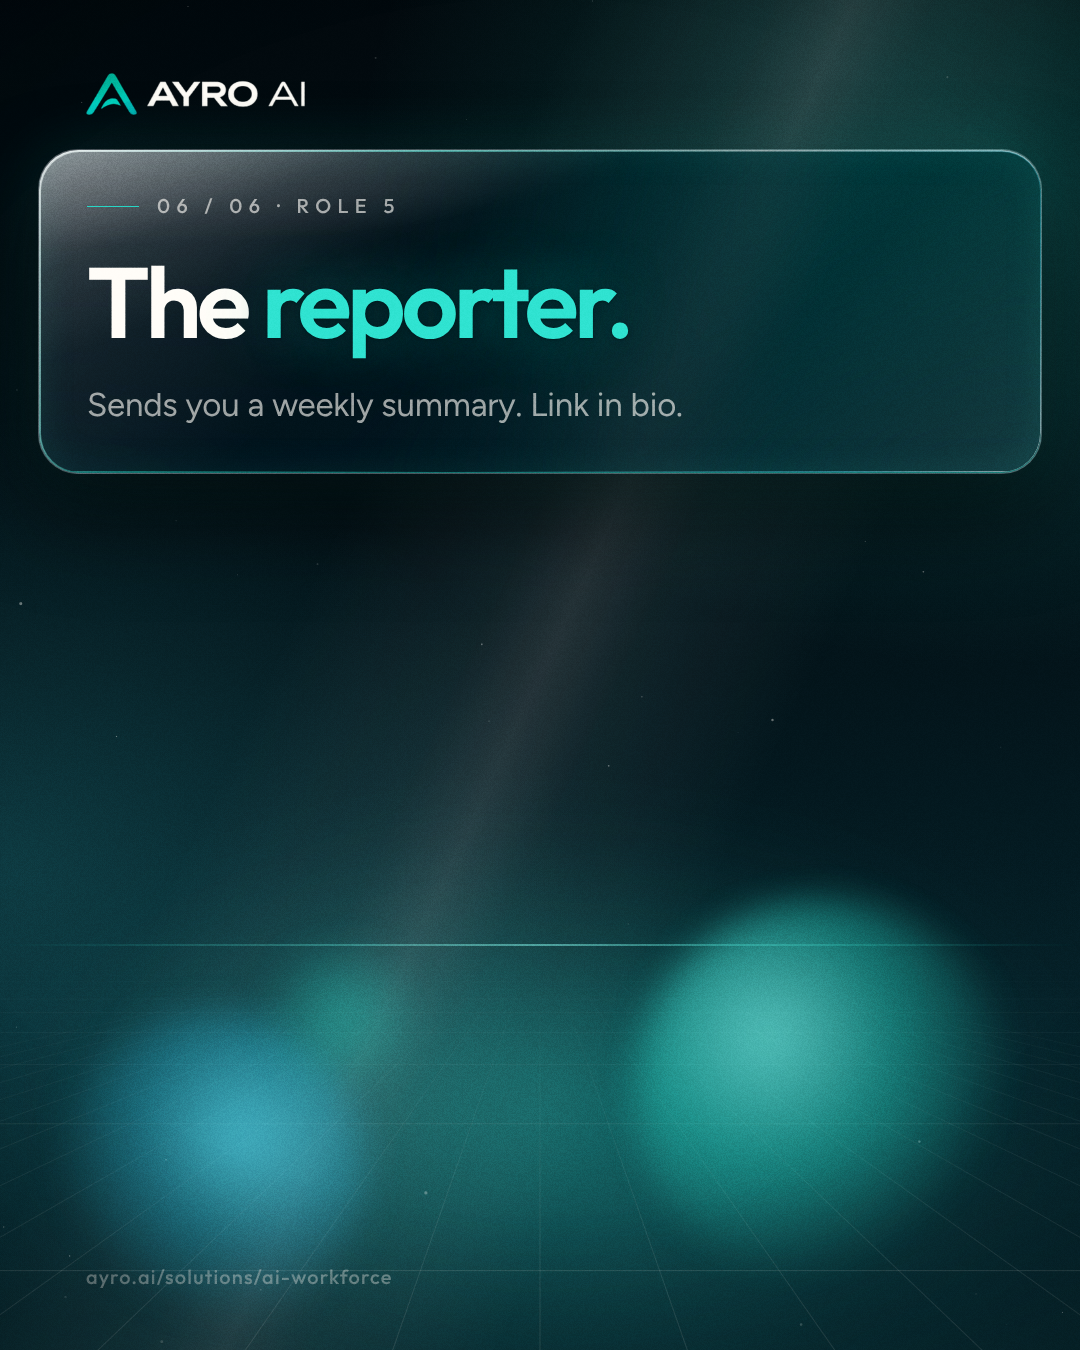 AYRO AI
06 / 06 · ROLE 5
The reporter.
Sends you a weekly summary. Link in bio.
ayro.ai/solutions/ai-workforce